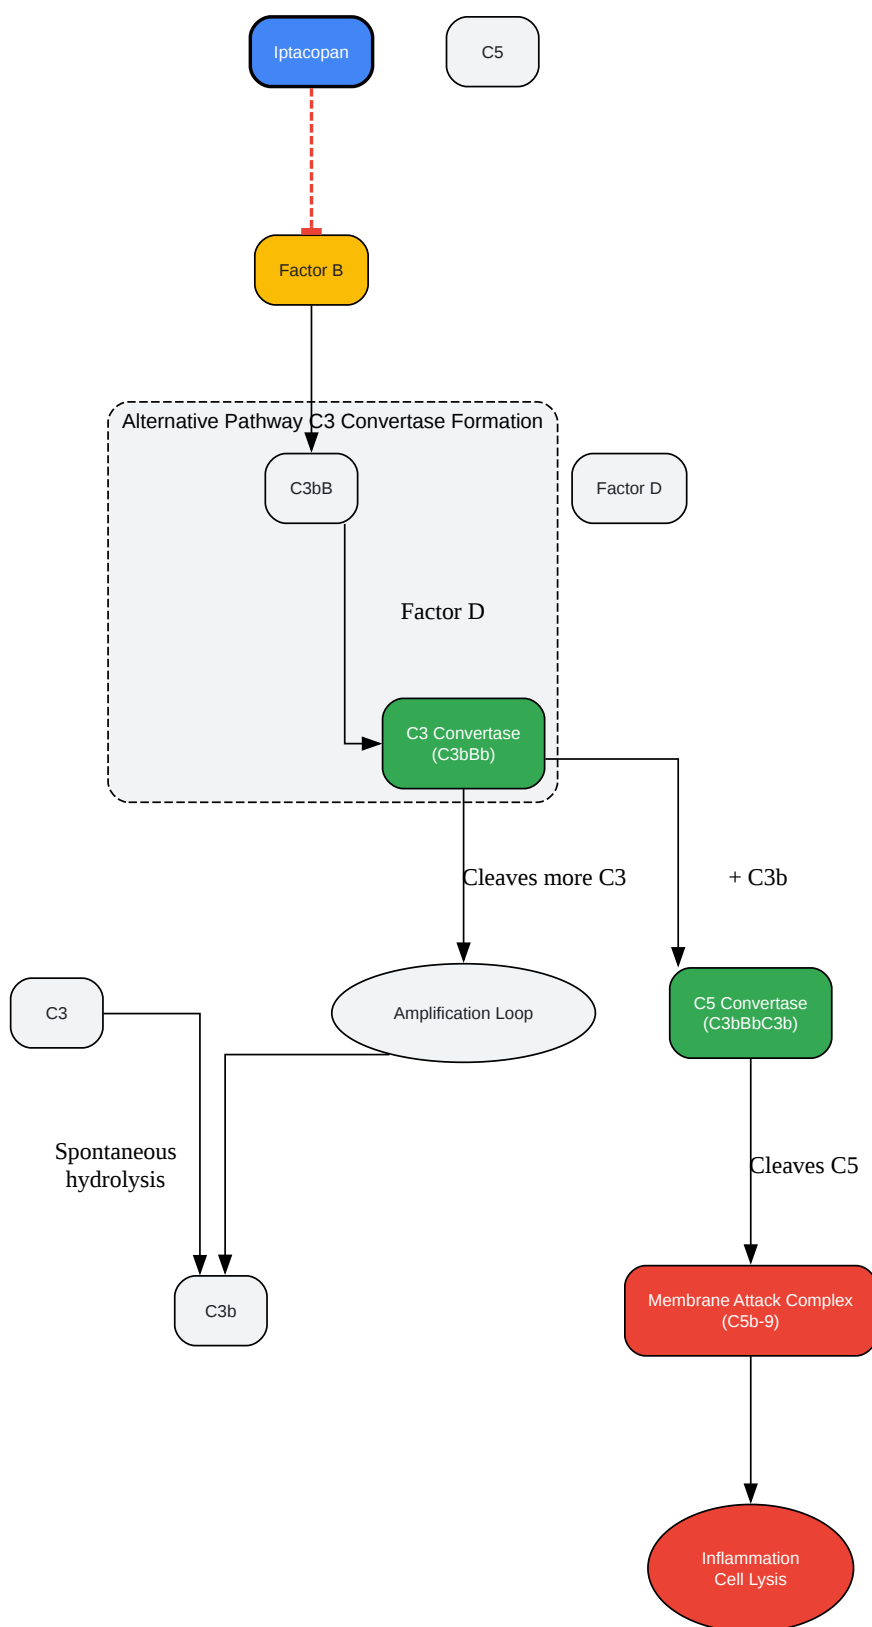 Iptacopan
C5
Factor B
Alternative Pathway C3 Convertase Formation
C3bB
Factor D
Factor D
C3 Convertase
(C3bBb)
Cleaves more C3
+ C3b
C3
Amplification Loop
C5 Convertase
(C3bBbC3b)
Spontaneous
hydrolysis
Cleaves C5
C3b
Membrane Attack Complex
(C5b-9)
Inflammation
Cell Lysis